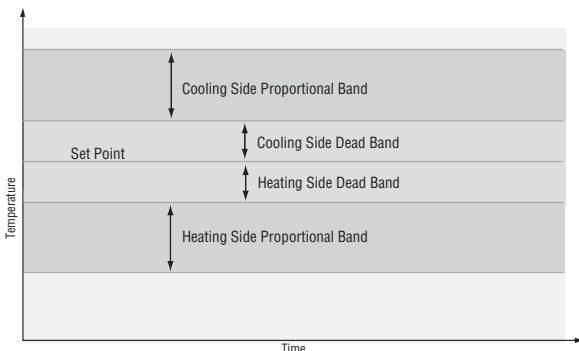 Cooling Side Proportional Band
Cooling Side Dead Band
Set Point
Heating Side Dead Band
Heating Side Proportional Band
Temperature
Time